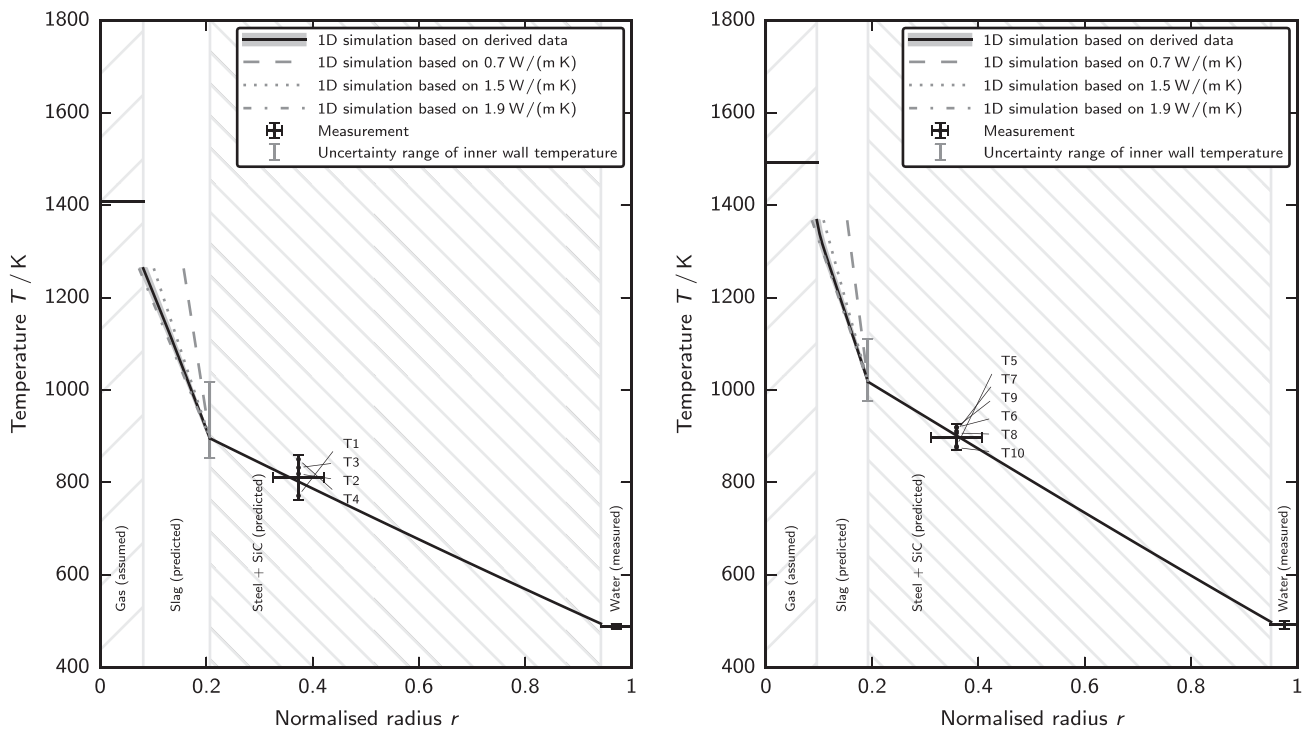 1800
1600
1400
1200
1000
800
600
400
0
0.2
0.4
0.6
0.8
1
Temperature T / K
Normalised radius r
1D simulation based on derived data
1D simulation based on 0.7 W/(m K)
1D simulation based on 1.5 W/(m K)
1D simulation based on 1.9 W/(m K)
Measurement
Uncertainty range of inner wall temperature
T1
T3
T2
T4
Gas (assumed)
Slag (predicted)
Steel + SiC (predicted)
Water (measured)
1800
1600
1400
1200
1000
800
600
400
0
0.2
0.4
0.6
0.8
1
Temperature T / K
Normalised radius r
1D simulation based on derived data
1D simulation based on 0.7 W/(m K)
1D simulation based on 1.5 W/(m K)
1D simulation based on 1.9 W/(m K)
Measurement
Uncertainty range of inner wall temperature
T5
T7
T9
T6
T8
T10
Gas (assumed)
Slag (predicted)
Steel + SiC (predicted)
Water (measured)